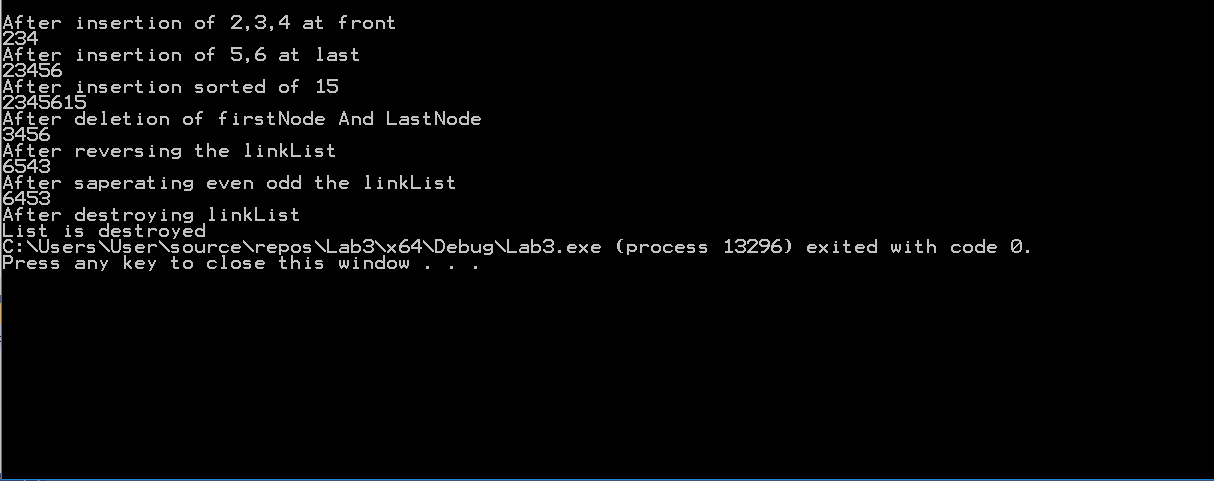 After insertion of 2,3,4 at front
234
After insertion of 5,6 at last
23456
After insertion sorted of 15
2345615
After deletion of firstNode And LastNode
3456
After reversing the linkList
6543
After saperating even odd the linkList
6453
After destroying linkList
List is destroyed
C:\Users\User\source\repos\Lab3\x64\Debug\Lab3.exe (process 13296) exited with code 0.
Press any key to close this window . . .